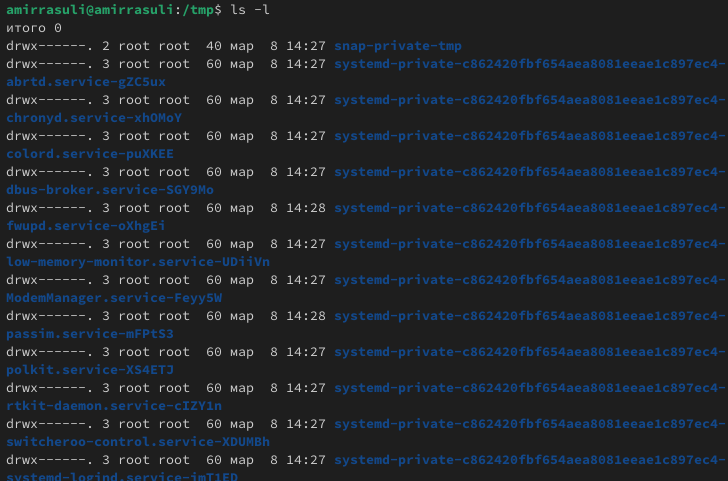 amirrasuli@amirrasuli:/tmp$ ls -l
итого 0
drwx------. 2 root root  40 мар  8 14:27 snap-private-tmp
drwx------. 3 root root  60 мар  8 14:27 systemd-private-c862420fbf654aea8081eeae1c897ec4-
abrtd.service-gZC5ux
drwx------. 3 root root  60 мар  8 14:27 systemd-private-c862420fbf654aea8081eeae1c897ec4-
chronyd.service-xhOMoY
drwx------. 3 root root  60 мар  8 14:27 systemd-private-c862420fbf654aea8081eeae1c897ec4-
colord.service-puXKEE
drwx------. 3 root root  60 мар  8 14:27 systemd-private-c862420fbf654aea8081eeae1c897ec4-
dbus-broker.service-SGY9Mo
drwx------. 3 root root  60 мар  8 14:28 systemd-private-c862420fbf654aea8081eeae1c897ec4-
fwupd.service-oXhgEi
drwx------. 3 root root  60 мар  8 14:27 systemd-private-c862420fbf654aea8081eeae1c897ec4-
low-memory-monitor.service-UDiiVn
drwx------. 3 root root  60 мар  8 14:27 systemd-private-c862420fbf654aea8081eeae1c897ec4-
ModemManager.service-Feyy5W
drwx------. 3 root root  60 мар  8 14:28 systemd-private-c862420fbf654aea8081eeae1c897ec4-
passim.service-mFPtS3
drwx------. 3 root root  60 мар  8 14:27 systemd-private-c862420fbf654aea8081eeae1c897ec4-
polkit.service-XS4ETJ
drwx------. 3 root root  60 мар  8 14:27 systemd-private-c862420fbf654aea8081eeae1c897ec4-
rtkit-daemon.service-cIZY1n
drwx------. 3 root root  60 мар  8 14:27 systemd-private-c862420fbf654aea8081eeae1c897ec4-
switcheroo-control.service-XDUMBh
drwx------. 3 root root  60 мар  8 14:27 systemd-private-c862420fbf654aea8081eeae1c897ec4-